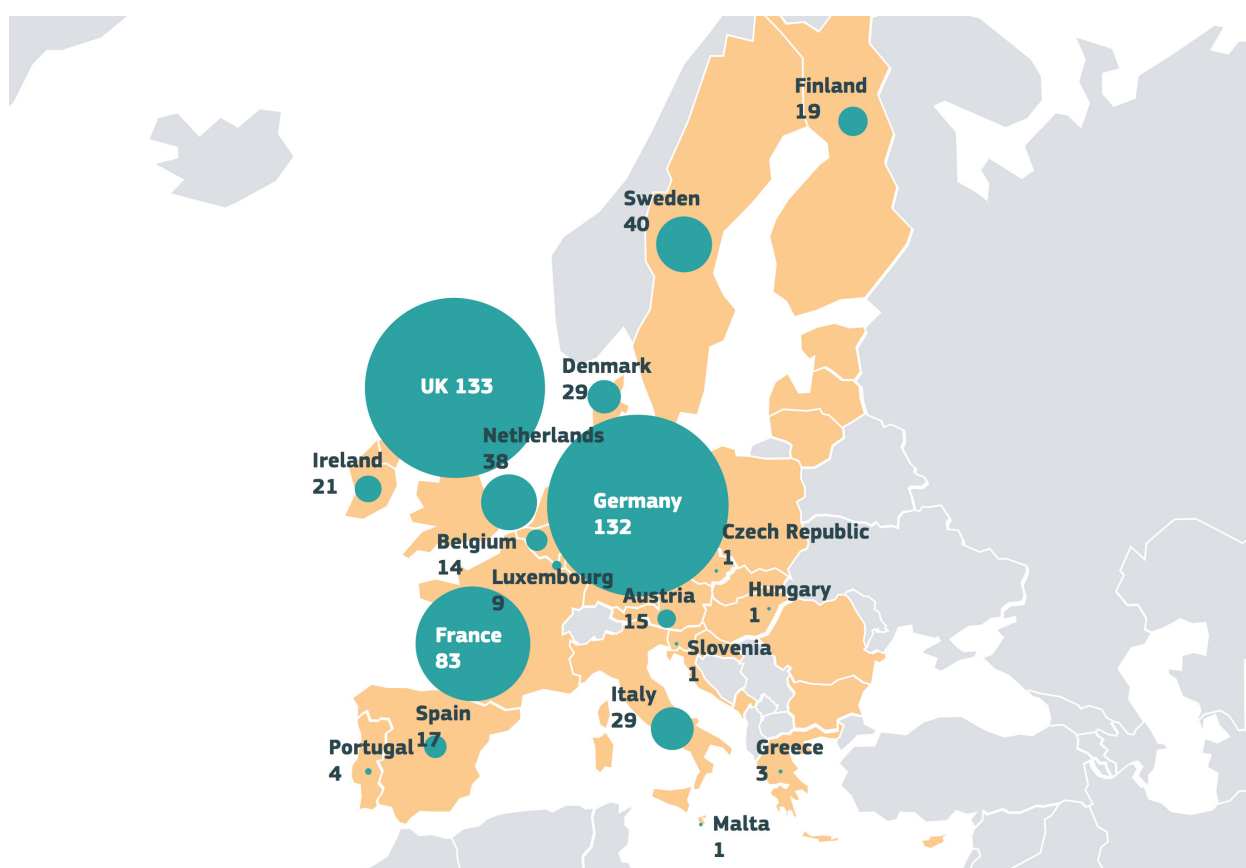 Finland
19
Sweden
40
UK 133
Denmark
29
Netherlands
38
Ireland
21
Germany
132
Czech Republic
1
Belgium
14
Luxembourg
9
Austria
15
Hungary
1
France
83
Slovenia
1
Italy
29
Spain
17
Portugal
4
Greece
3
Malta
1